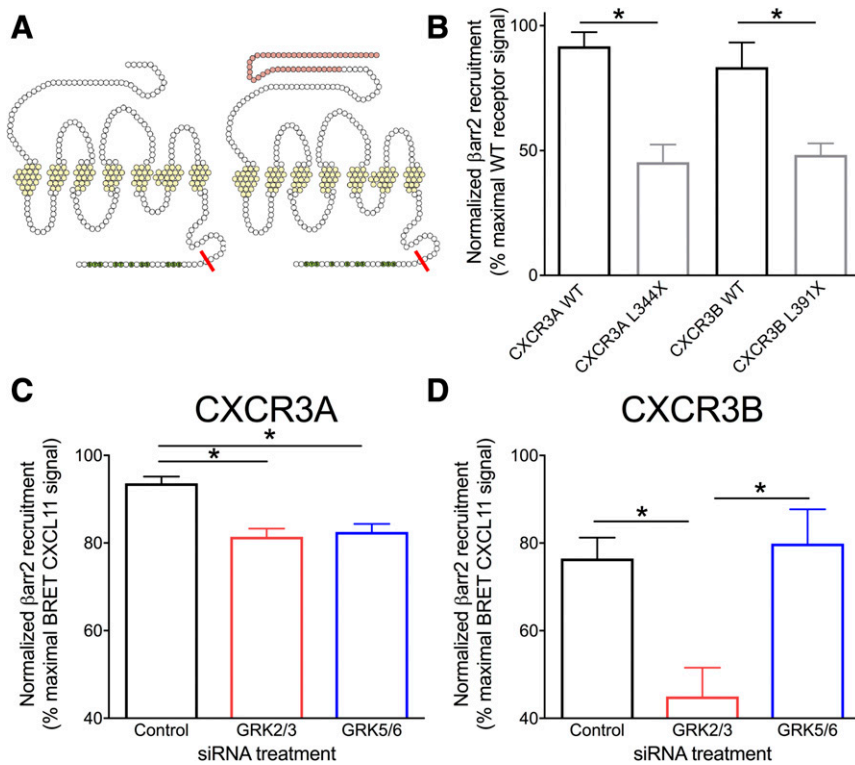 A
B
Normalized βarr2 recruitment
(% maximal WT receptor signal)
100
50
0
*
*
CXCR3A WT
CXCR3A L344X
CXCR3B WT
CXCR3B L391X
C
CXCR3A
Normalized βarr2 recruitment
(% maximal BRET CXCL11 signal)
100
80
60
40
*
*
Control
GRK2/3
GRK5/6
siRNA treatment
D
CXCR3B
Normalized βarr2 recruitment
(% maximal BRET CXCL11 signal)
100
80
60
40
*
*
Control
GRK2/3
GRK5/6
siRNA treatment